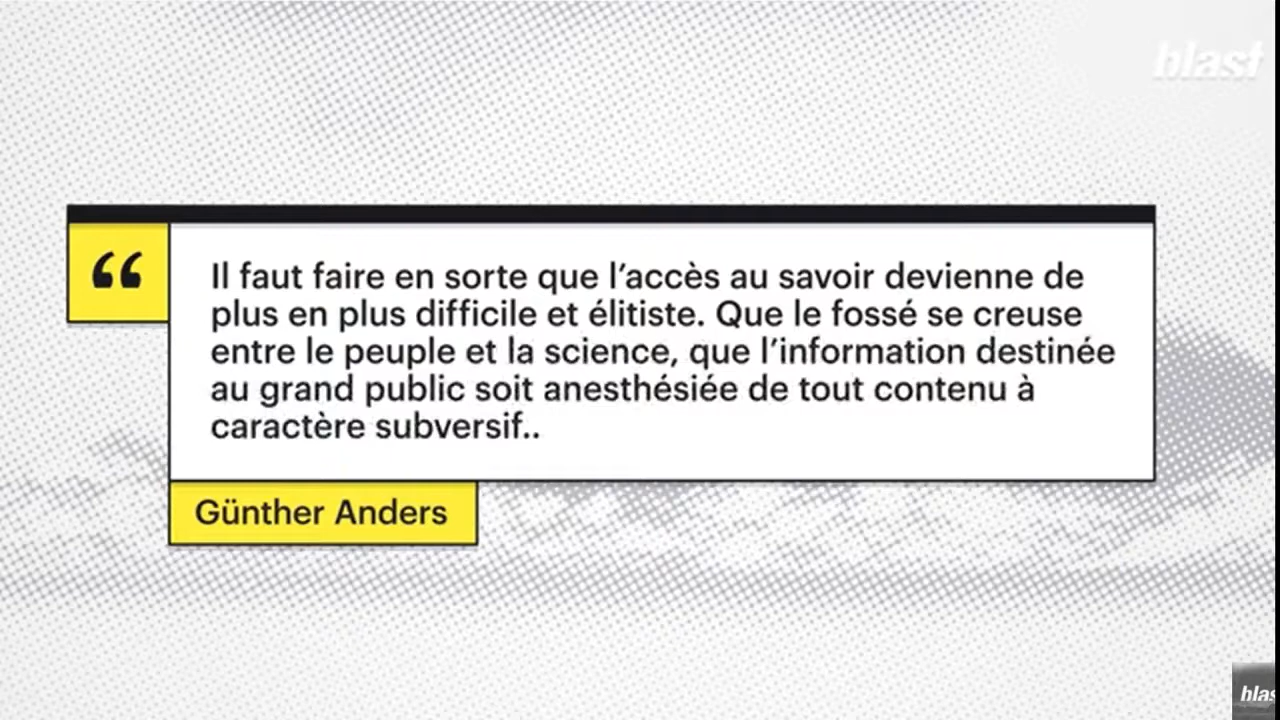 blast
“
Il faut faire en sorte que l’accès au savoir devienne de
plus en plus difficile et élitiste. Que le fossé se creuse
entre le peuple et la science, que l’information destinée
au grand public soit anesthésiée de tout contenu à
caractère subversif..
Günther Anders
blas